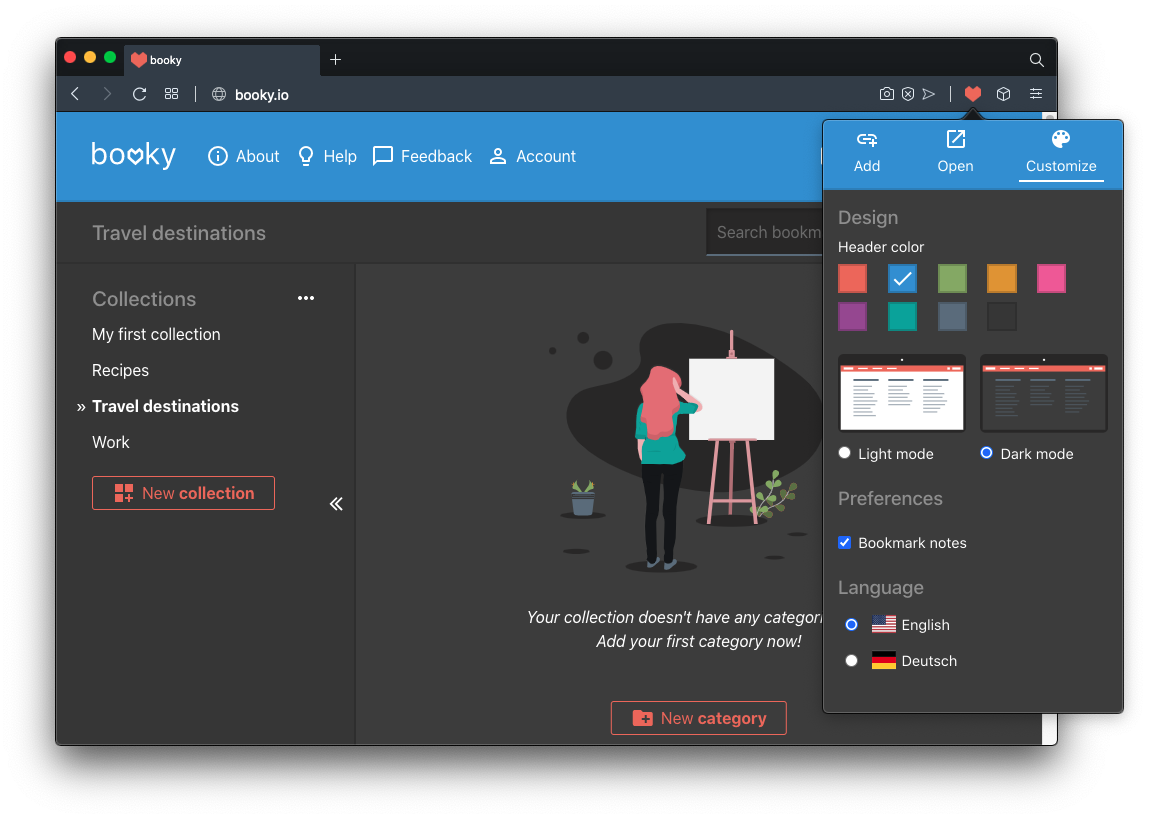 booky
booky.io
booky
About
Help
Feedback
Account
Add
Open
Customize
Travel destinations
Search bookm
Collections
My first collection
Recipes
» Travel destinations
Work
New collection
Your collection doesn't have any categori
Add your first category now!
New category
Design
Header color
Light mode
Dark mode
Preferences
Bookmark notes
Language
English
Deutsch